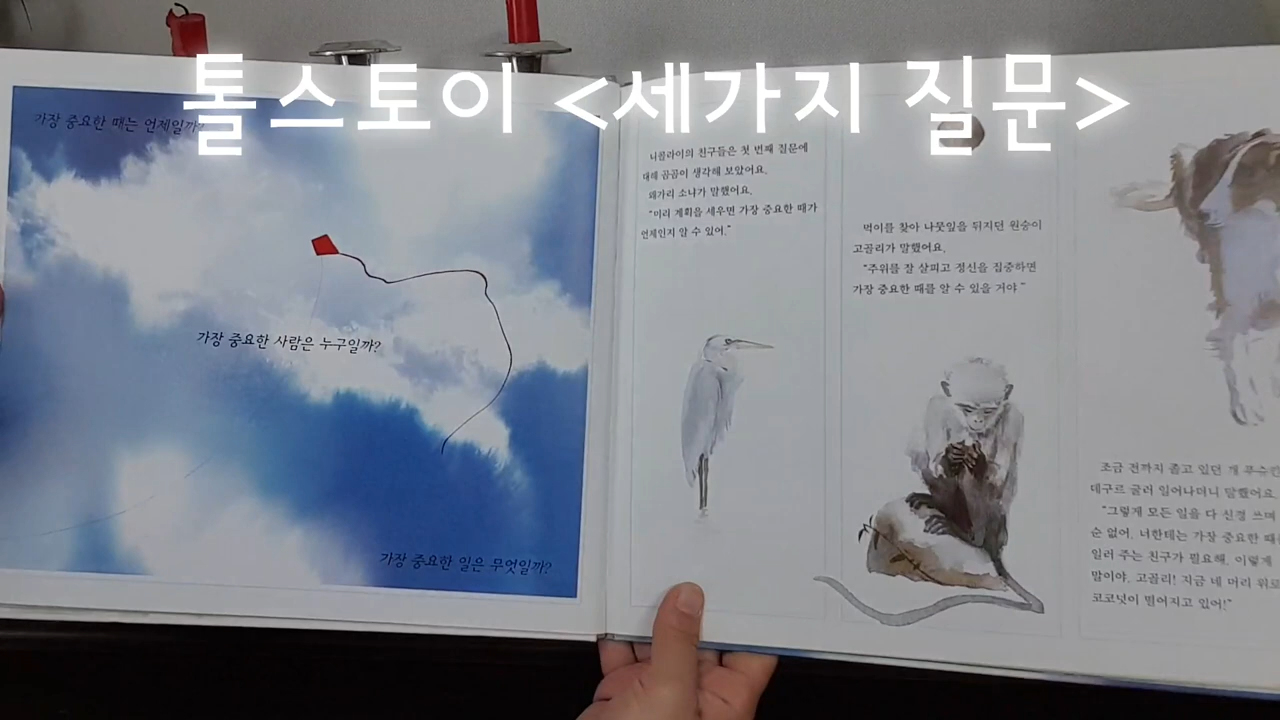 톨스토이 <세가지 질문>
가장 중요한 때는 언제일까?
가장 중요한 사람은 누구일까?
가장 중요한 일은 무엇일까?
니콜라이의 친구들은 첫 번째 질문에
대해 곰곰이 생각해 보았어요.
왜가리 소냐가 말했어요.
"미리 계획을 세우면 가장 중요한 때가
언제인지 알 수 있어."
먹이를 찾아 나뭇잎을 뒤지던 원숭이
고골리가 말했어요.
"주위를 잘 살피고 정신을 집중하면
가장 중요한 때를 알 수 있을 거야."
조금 전까지 졸고 있던 개 푸슈킨
데구르 굴러 일어나더니 말했어요.
"그렇게 모든 일을 다 신경 쓰며
순 없어. 너한테는 가장 중요한 때
일러 주는 친구가 필요해. 이렇게
말이야. 고골리! 지금 네 머리 위로
코코넛이 떨어지고 있어!"